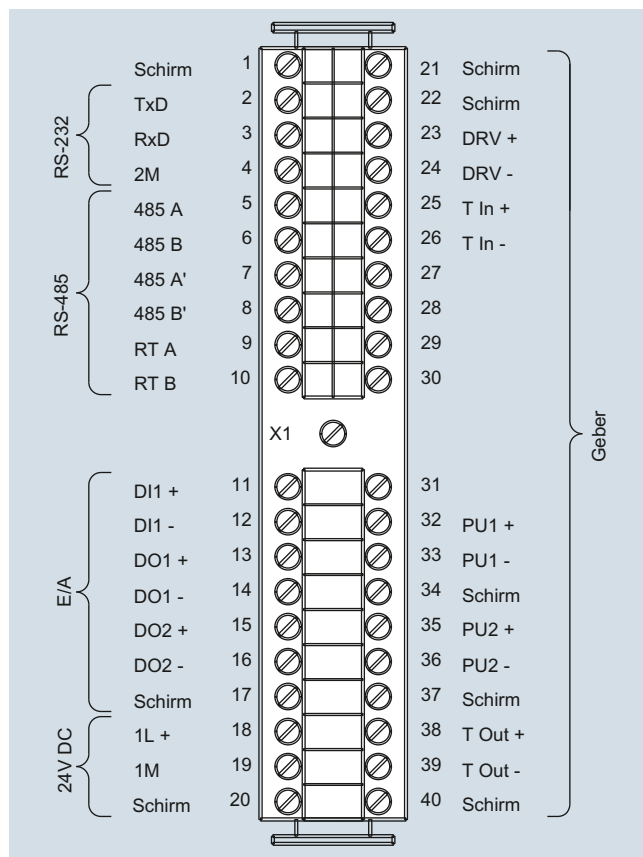 Schirm 1 21 Schirm
TxD 2 22 Schirm
RxD 3 23 DRV +
2M 4 24 DRV -
RS-232
485 A 5 25 T In +
485 B 6 26 T In -
485 A' 7 27
485 B' 8 28
RT A 9 29
RT B 10 30
RS-485
X1
Geber
DI1 + 11 31
DI1 - 12 32 PU1 +
DO1 + 13 33 PU1 -
DO1 - 14 34 Schirm
DO2 + 15 35 PU2 +
DO2 - 16 36 PU2 -
Schirm 17 37 Schirm
E/A
1L + 18 38 T Out +
1M 19 39 T Out -
Schirm 20 40 Schirm
24V DC